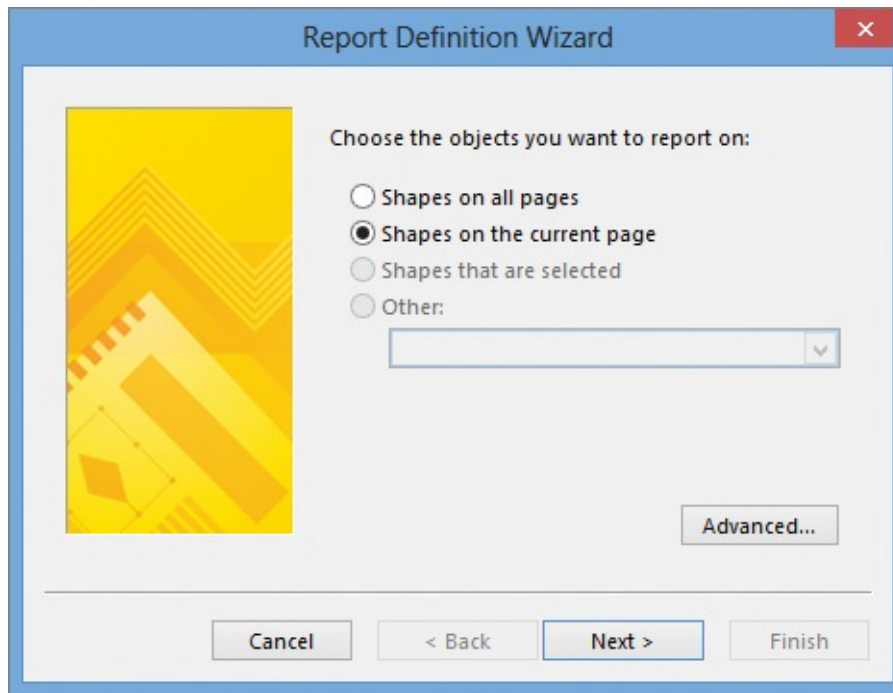 Report Definition Wizard
Choose the objects you want to report on:
Shapes on all pages
Shapes on the current page
Shapes that are selected
Other:
Advanced...
Cancel
< Back
Next >
Finish